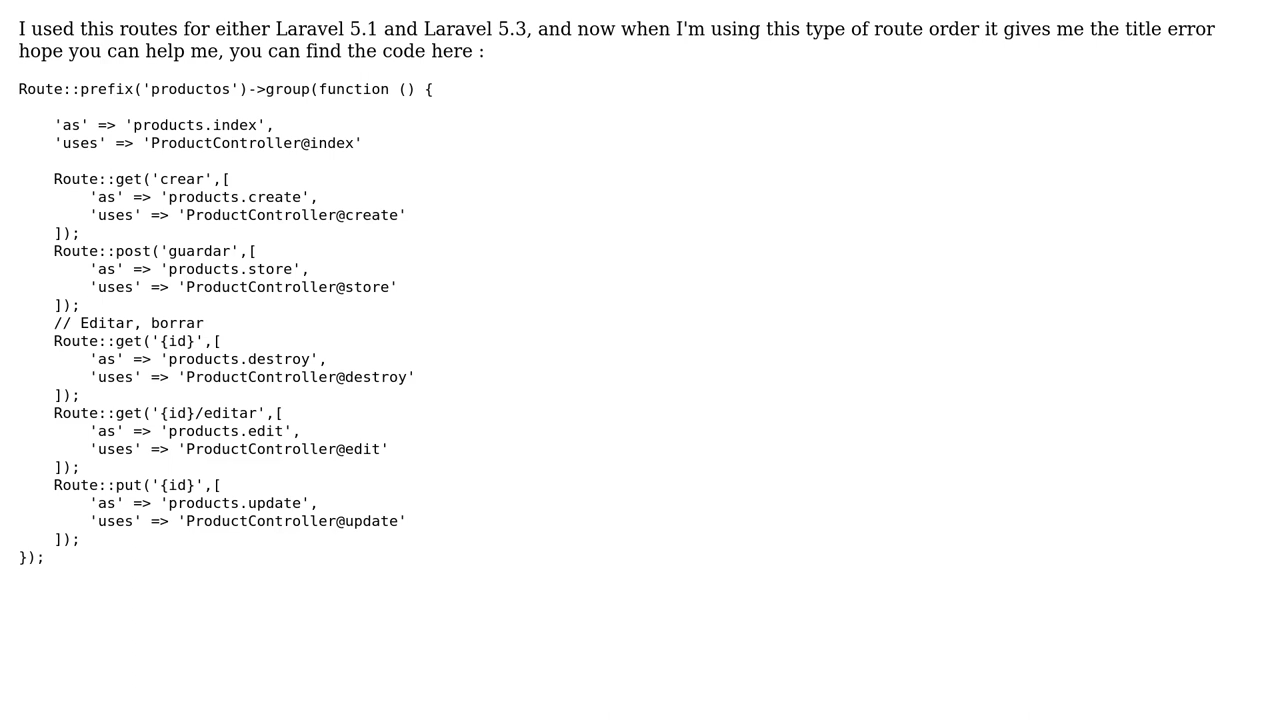 I used this routes for either Laravel 5.1 and Laravel 5.3, and now when I'm using this type of route order it gives me the title error
hope you can help me, you can find the code here :
Route::prefix('productos')->group(function () {
    'as' => 'products.index',
    'uses' => 'ProductController@index'
    Route::get('crear',[
        'as' => 'products.create',
        'uses' => 'ProductController@create'
    ]);
    Route::post('guardar',[
        'as' => 'products.store',
        'uses' => 'ProductController@store'
    ]);
    // Editar, borrar
    Route::get('{id}',[
        'as' => 'products.destroy',
        'uses' => 'ProductController@destroy'
    ]);
    Route::get('{id}/editar',[
        'as' => 'products.edit',
        'uses' => 'ProductController@edit'
    ]);
    Route::put('{id}',[
        'as' => 'products.update',
        'uses' => 'ProductController@update'
    ]);
});